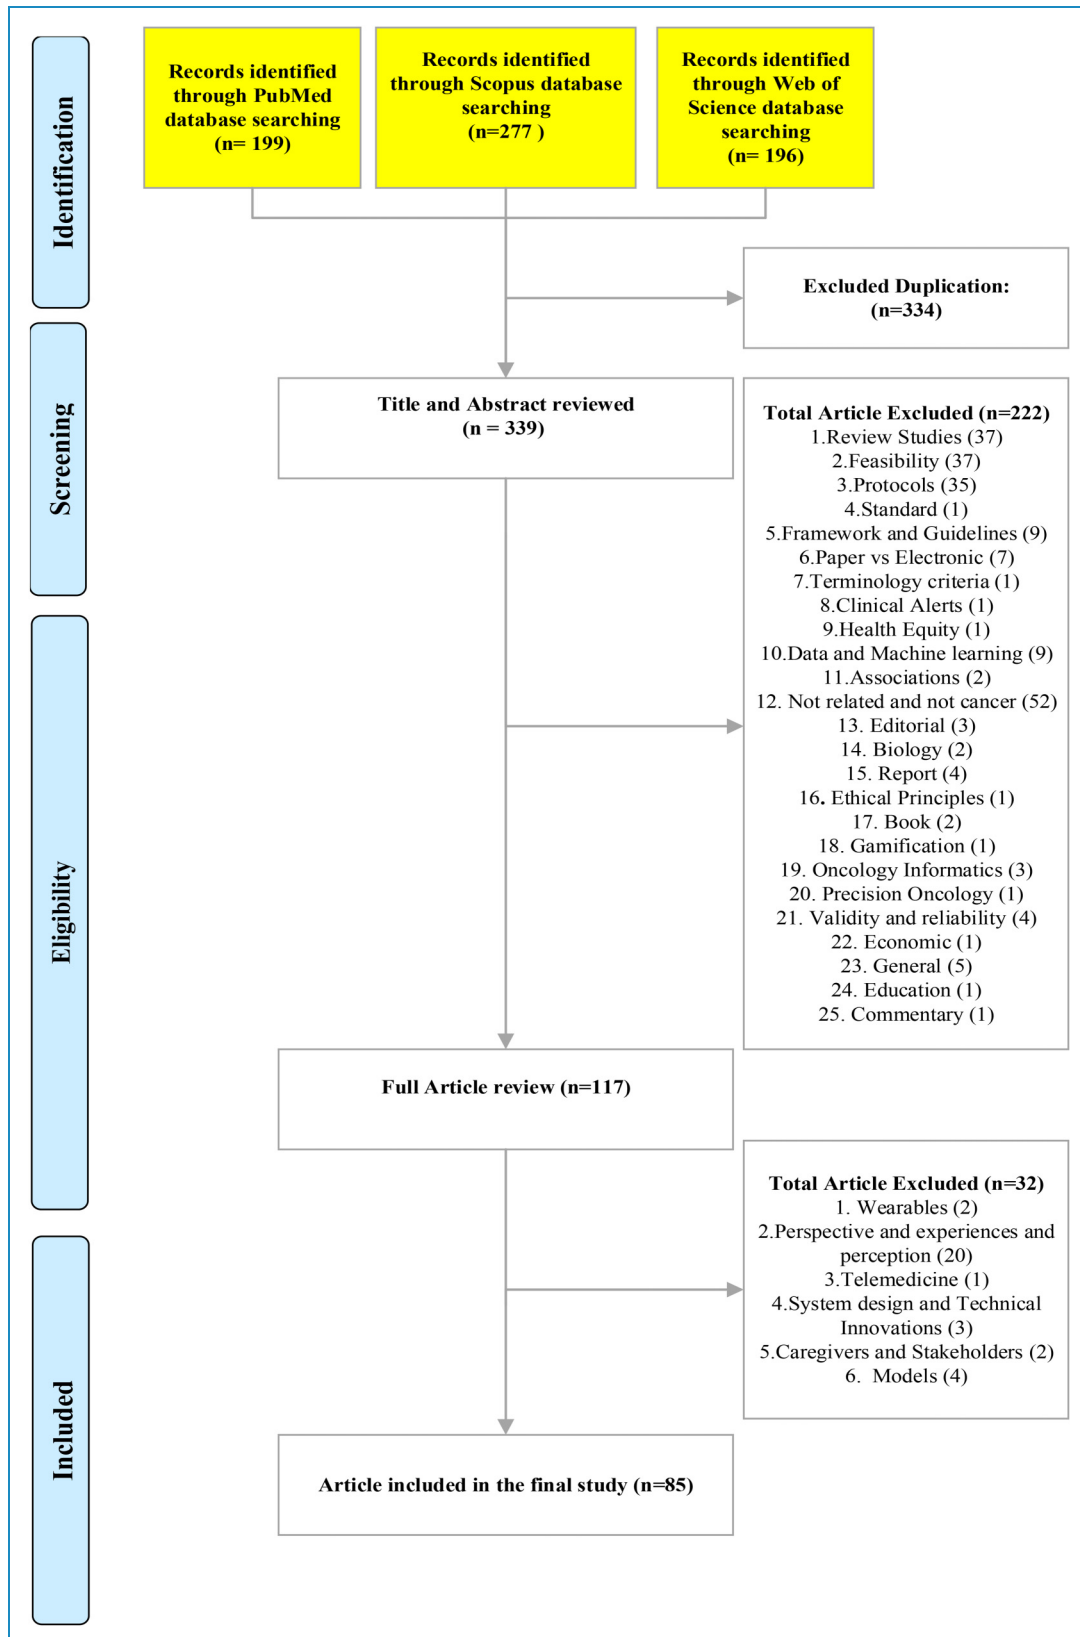 Identification
Records identified
through PubMed
database searching
(n= 199)
Records identified
through Scopus database
searching
(n=277 )
Records identified
through Web of
Science database
searching
(n= 196)
Excluded Duplication:
(n=334)
Screening
Title and Abstract reviewed
(n = 339)
Total Article Excluded (n=222)
1.Review Studies (37)
2.Feasibility (37)
3.Protocols (35)
4.Standard (1)
5.Framework and Guidelines (9)
6.Paper vs Electronic (7)
7.Terminology criteria (1)
8.Clinical Alerts (1)
9.Health Equity (1)
10.Data and Machine learning (9)
11.Associations (2)
12. Not related and not cancer (52)
13. Editorial (3)
14. Biology (2)
15. Report (4)
16. Ethical Principles (1)
17. Book (2)
18. Gamification (1)
19. Oncology Informatics (3)
20. Precision Oncology (1)
21. Validity and reliability (4)
22. Economic (1)
23. General (5)
24. Education (1)
25. Commentary (1)
Eligibility
Full Article review (n=117)
Total Article Excluded (n=32)
1. Wearables (2)
2.Perspective and experiences and
perception (20)
3.Telemedicine (1)
4.System design and Technical
Innovations (3)
5.Caregivers and Stakeholders (2)
6. Models (4)
Included
Article included in the final study (n=85)